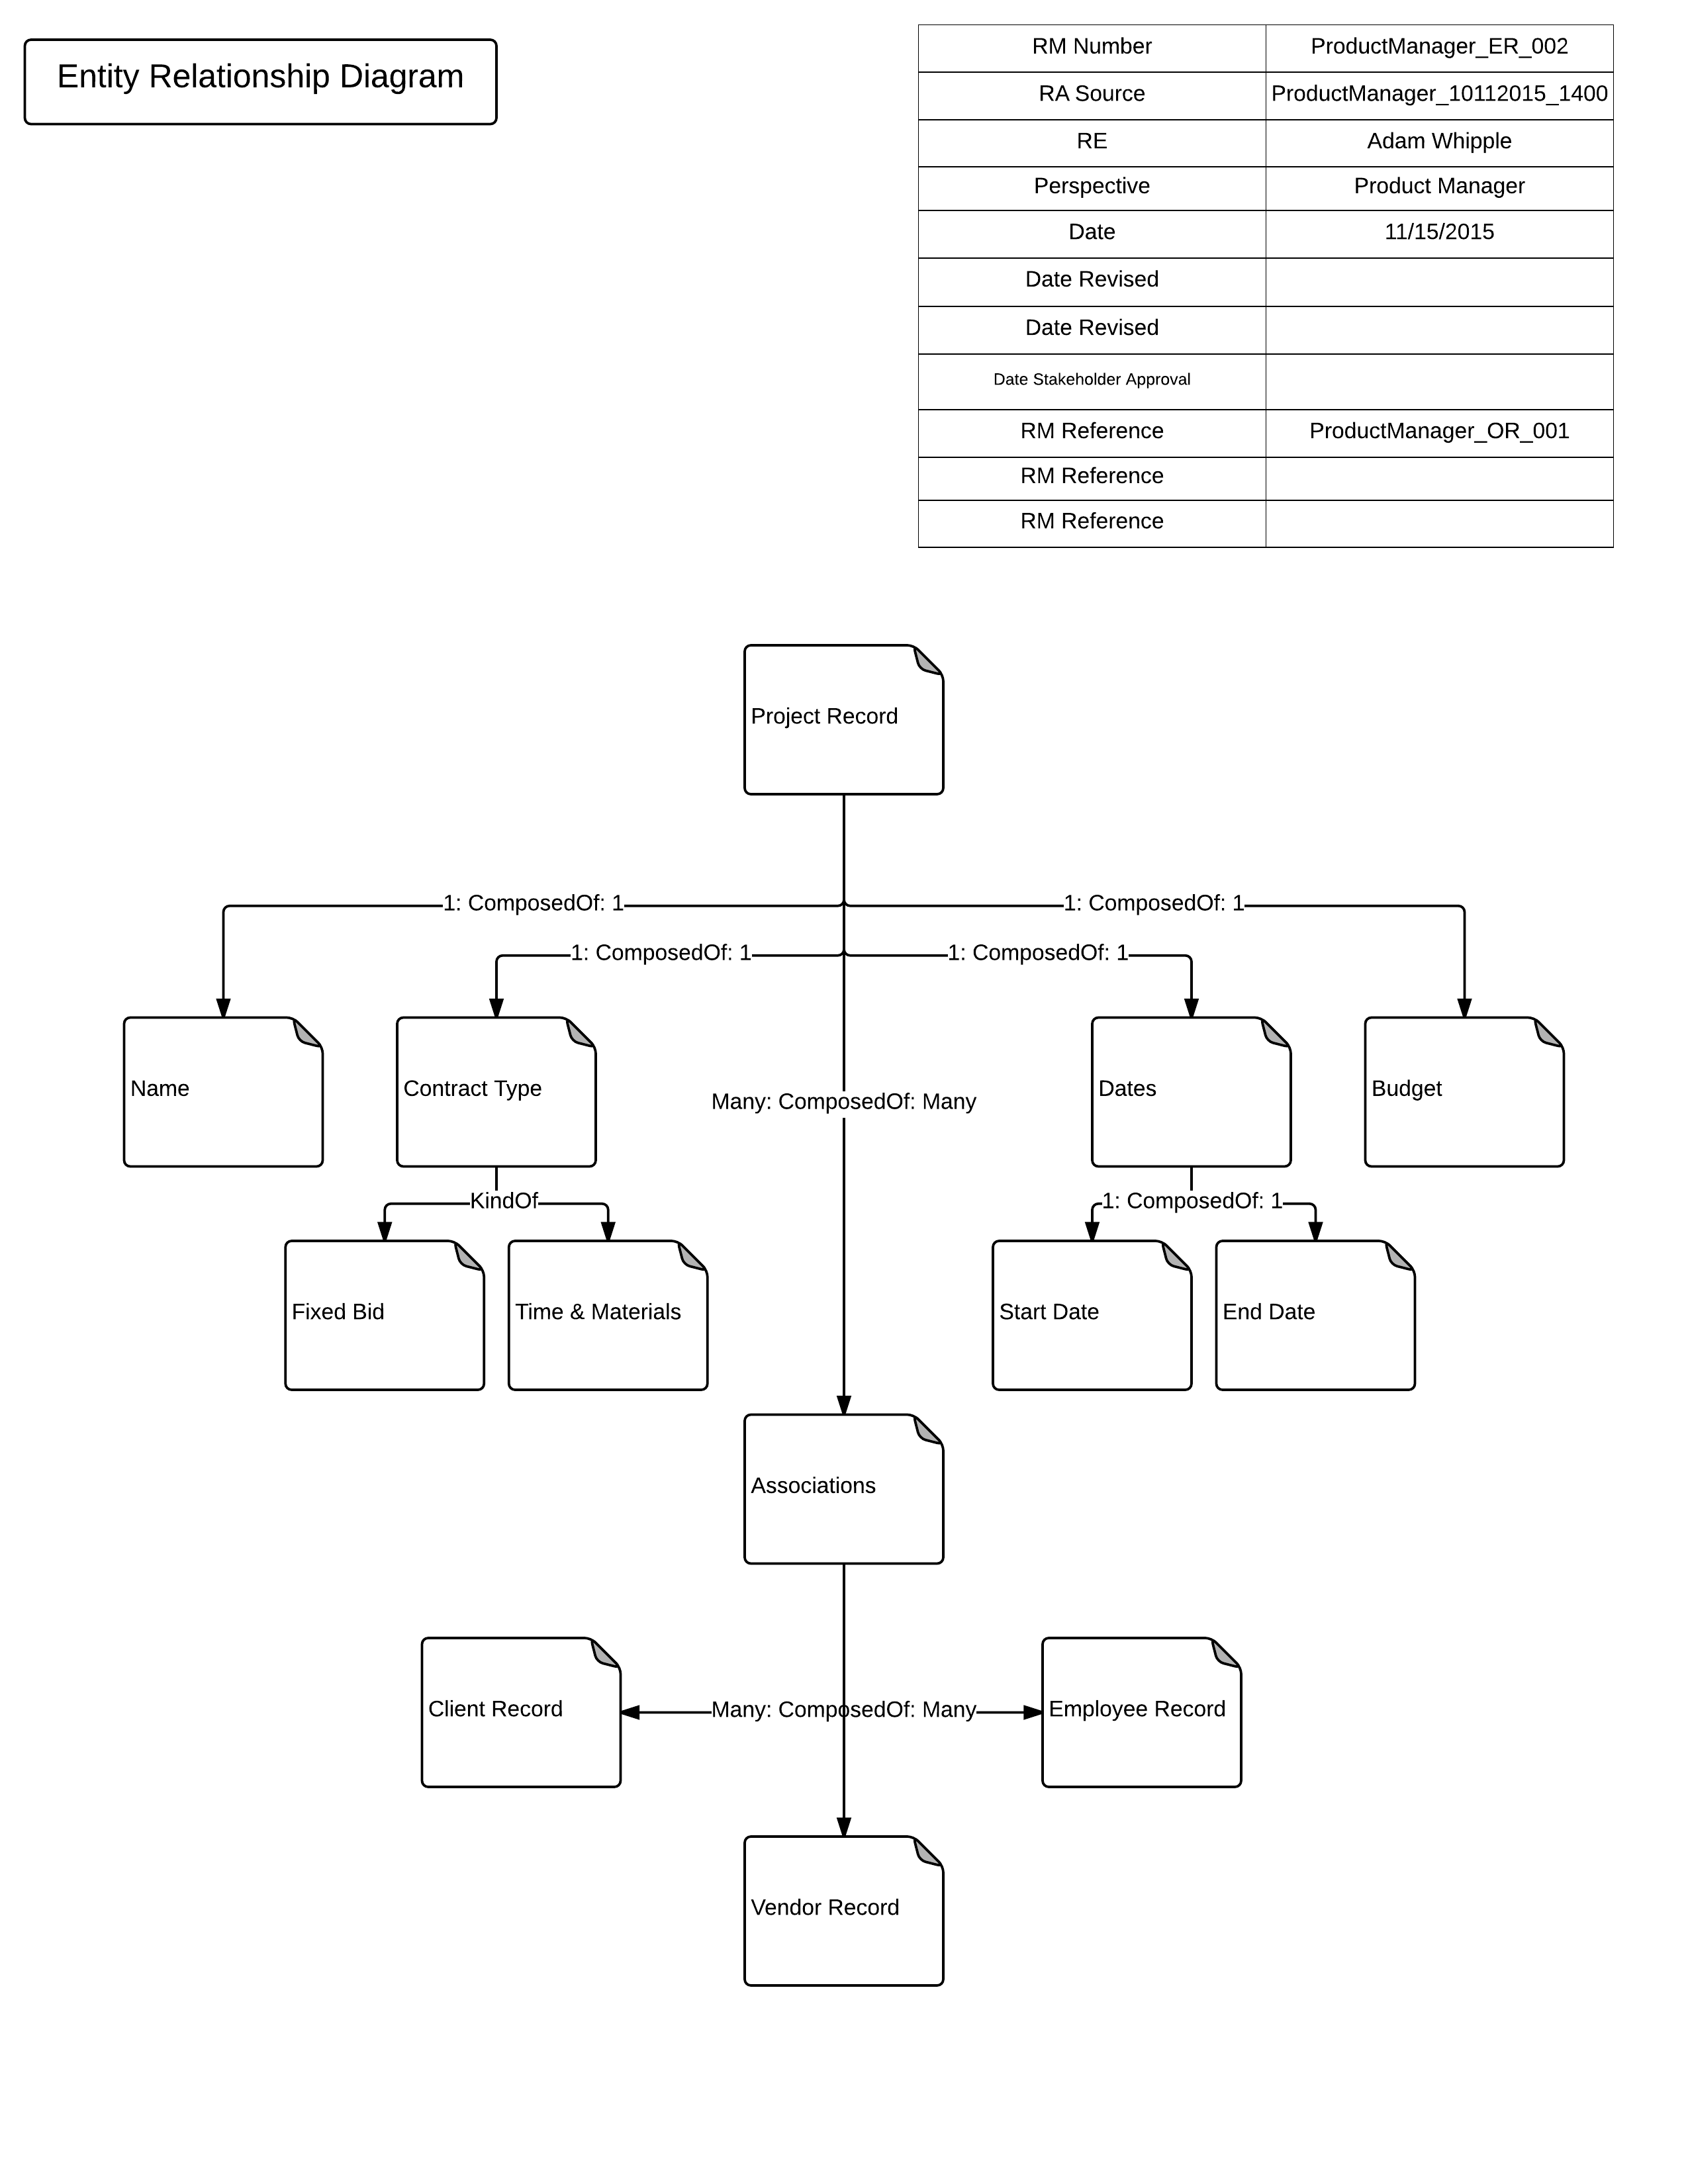 Entity Relationship Diagram
RM Number ProductManager_ER_002
RA Source ProductManager_10112015_1400
RE Adam Whipple
Perspective Product Manager
Date 11/15/2015
Date Revised
Date Revised
Date Stakeholder Approval
RM Reference ProductManager_OR_001
RM Reference
RM Reference
Project Record
1: ComposedOf: 1 1: ComposedOf: 1
1: ComposedOf: 1 1: ComposedOf: 1
Name Contract Type Dates Budget
Many: ComposedOf: Many
KindOf 1: ComposedOf: 1
Fixed Bid Time & Materials Start Date End Date
Associations
Client Record Many: ComposedOf: Many Employee Record
Vendor Record